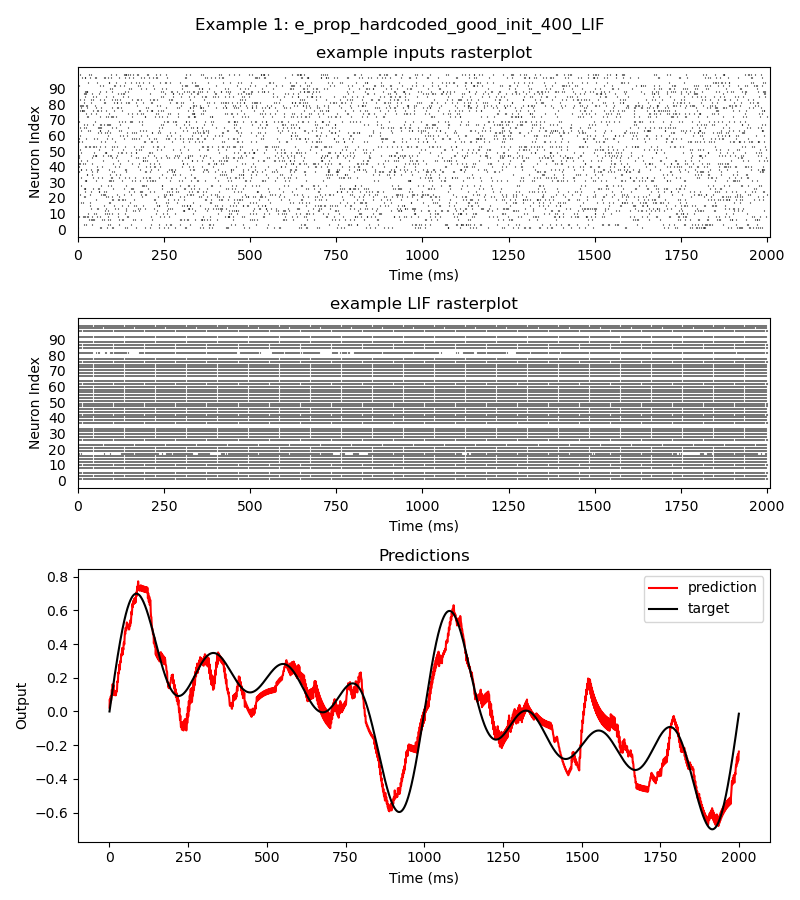 Example 1: e_prop_hardcoded_good_init_400_LIF
example inputs rasterplot
90
80
70
60
50
40
30
20
10
0
Neuron Index
0 250 500 750 1000 1250 1500 1750 2000
Time (ms)
example LIF rasterplot
90
80
70
60
50
40
30
20
10
0
Neuron Index
0 250 500 750 1000 1250 1500 1750 2000
Time (ms)
Predictions
0.8
0.6
0.4
0.2
0.0
−0.2
−0.4
−0.6
Output
prediction
target
0 250 500 750 1000 1250 1500 1750 2000
Time (ms)